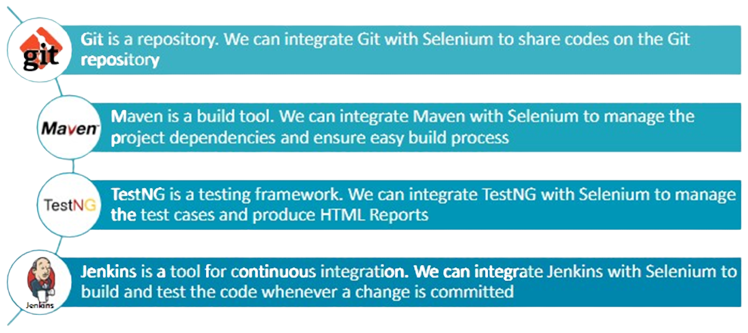 git
Git is a repository. We can integrate Git with Selenium to share codes on the Git
repository
Maven
Maven is a build tool. We can integrate Maven with Selenium to manage the
project dependencies and ensure easy build process
TestNG
TestNG is a testing framework. We can integrate TestNG with Selenium to manage
the test cases and produce HTML Reports
Jenkins
Jenkins is a tool for continuous integration. We can integrate Jenkins with Selenium to
build and test the code whenever a change is committed